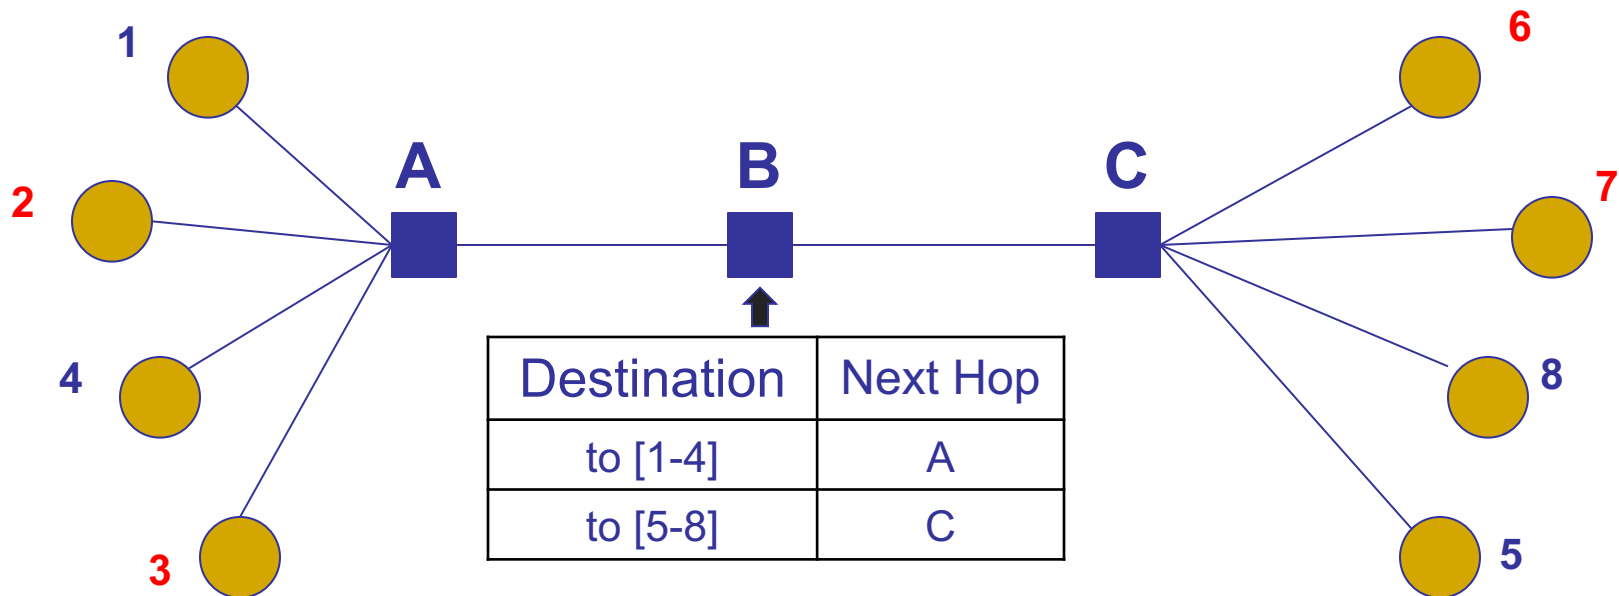 1
6
A
B
C
2
7
4
8
Destination Next Hop
to [1-4] A
to [5-8] C
3
5